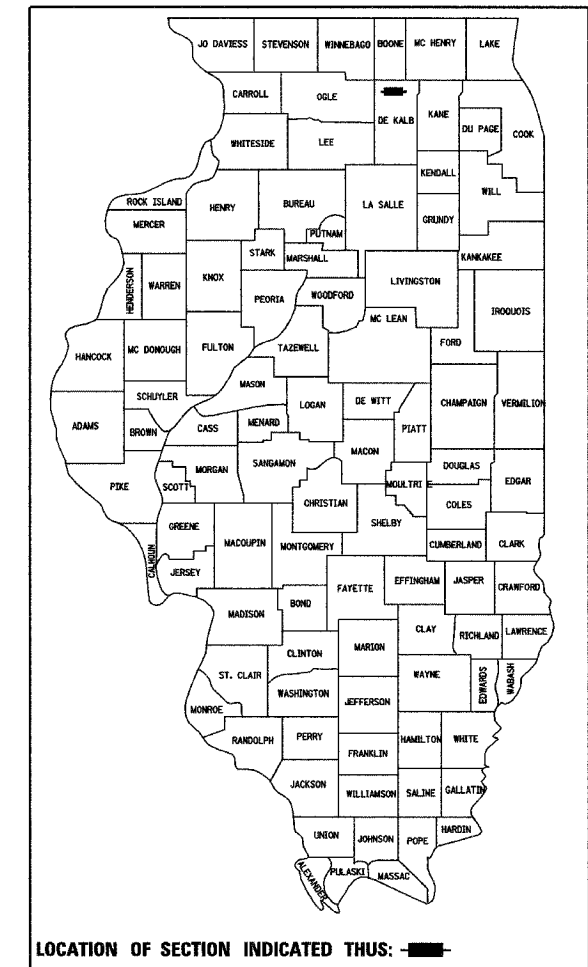 JO DAVIESS STEVENSON WINNEBAGO BOONE MC HENRY LAKE
CARROLL OGLE DE KALB KANE DU PAGE COOK
WHITESIDE LEE
KENDALL WILL
ROCK ISLAND HENRY BUREAU LA SALLE GRUNDY
MERCER PUTNAM
STARK MARSHALL KANKAKEE
HENDERSON WARREN KNOX PEORIA WOODFORD LIVINGSTON IROQUOIS
MC LEAN
HANCOCK MC DONOUGH FULTON TAZEWELL FORD
MASON
SCHUYLER LOGAN DE WITT CHAMPAIGN VERMILION
ADAMS BROWN CASS MENARD PIATT
MACON
MORGAN SANGAMON DOUGLAS
PIKE SCOTT CHRISTIAN MOULTRIE EDGAR
COLES
GREENE SHELBY
CALHOUN MACOUPIN MONTGOMERY CUMBERLAND CLARK
JERSEY FAYETTE EFFINGHAM JASPER CRAWFORD
MADISON BOND
CLAY RICHLAND LAWRENCE
CLINTON MARION
ST. CLAIR WAYNE EDWARDS WABASH
WASHINGTON JEFFERSON
MONROE
RANDOLPH PERRY HAMILTON WHITE
FRANKLIN
JACKSON WILLIAMSON SALINE GALLATIN
UNION JOHNSON POPE HARDIN
ALEXANDER PULASKI MASSAC
LOCATION OF SECTION INDICATED THUS: